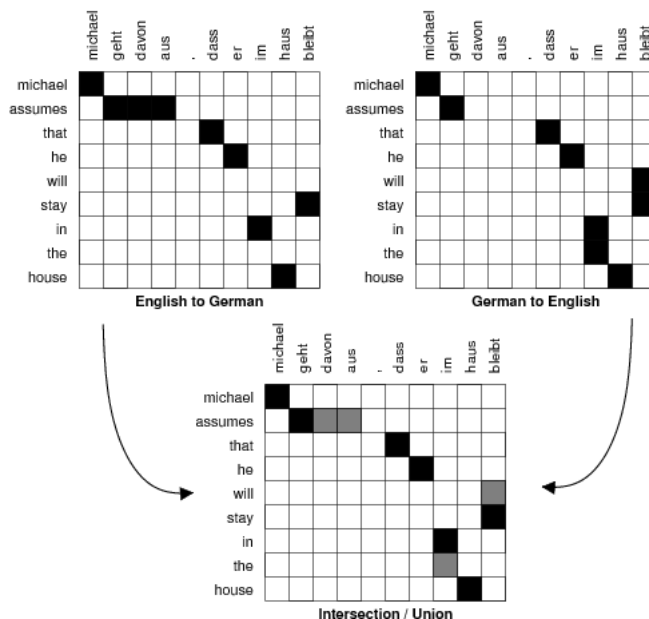 michael
geht
davon
aus
,
dass
er
im
haus
bleibt
michael
assumes
that
he
will
stay
in
the
house
English to German
michael
geht
davon
aus
,
dass
er
im
haus
bleibt
michael
assumes
that
he
will
stay
in
the
house
German to English
michael
geht
davon
aus
,
dass
er
im
haus
bleibt
michael
assumes
that
he
will
stay
in
the
house
Intersection / Union